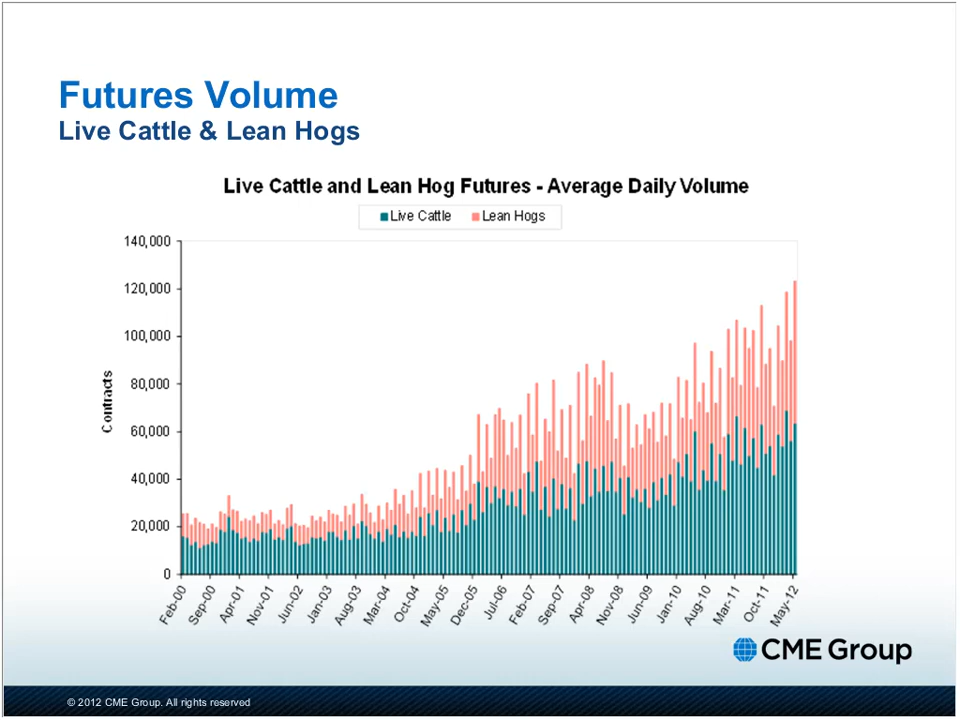 Futures Volume
Live Cattle & Lean Hogs
Live Cattle and Lean Hog Futures - Average Daily Volume
Live Cattle Lean Hogs
140,000
120,000
100,000
80,000
60,000
40,000
20,000
0
Contracts
Feb-00 Sep-00 Apr-01 Nov-01 Jun-02 Jan-03 Aug-03 Mar-04 Oct-04 May-05 Dec-05 Jul-06 Feb-07 Sep-07 Apr-08 Nov-08 Jun-09 Jan-10 Aug-10 Mar-11 Oct-11 May-12
CME Group
© 2012 CME Group. All rights reserved